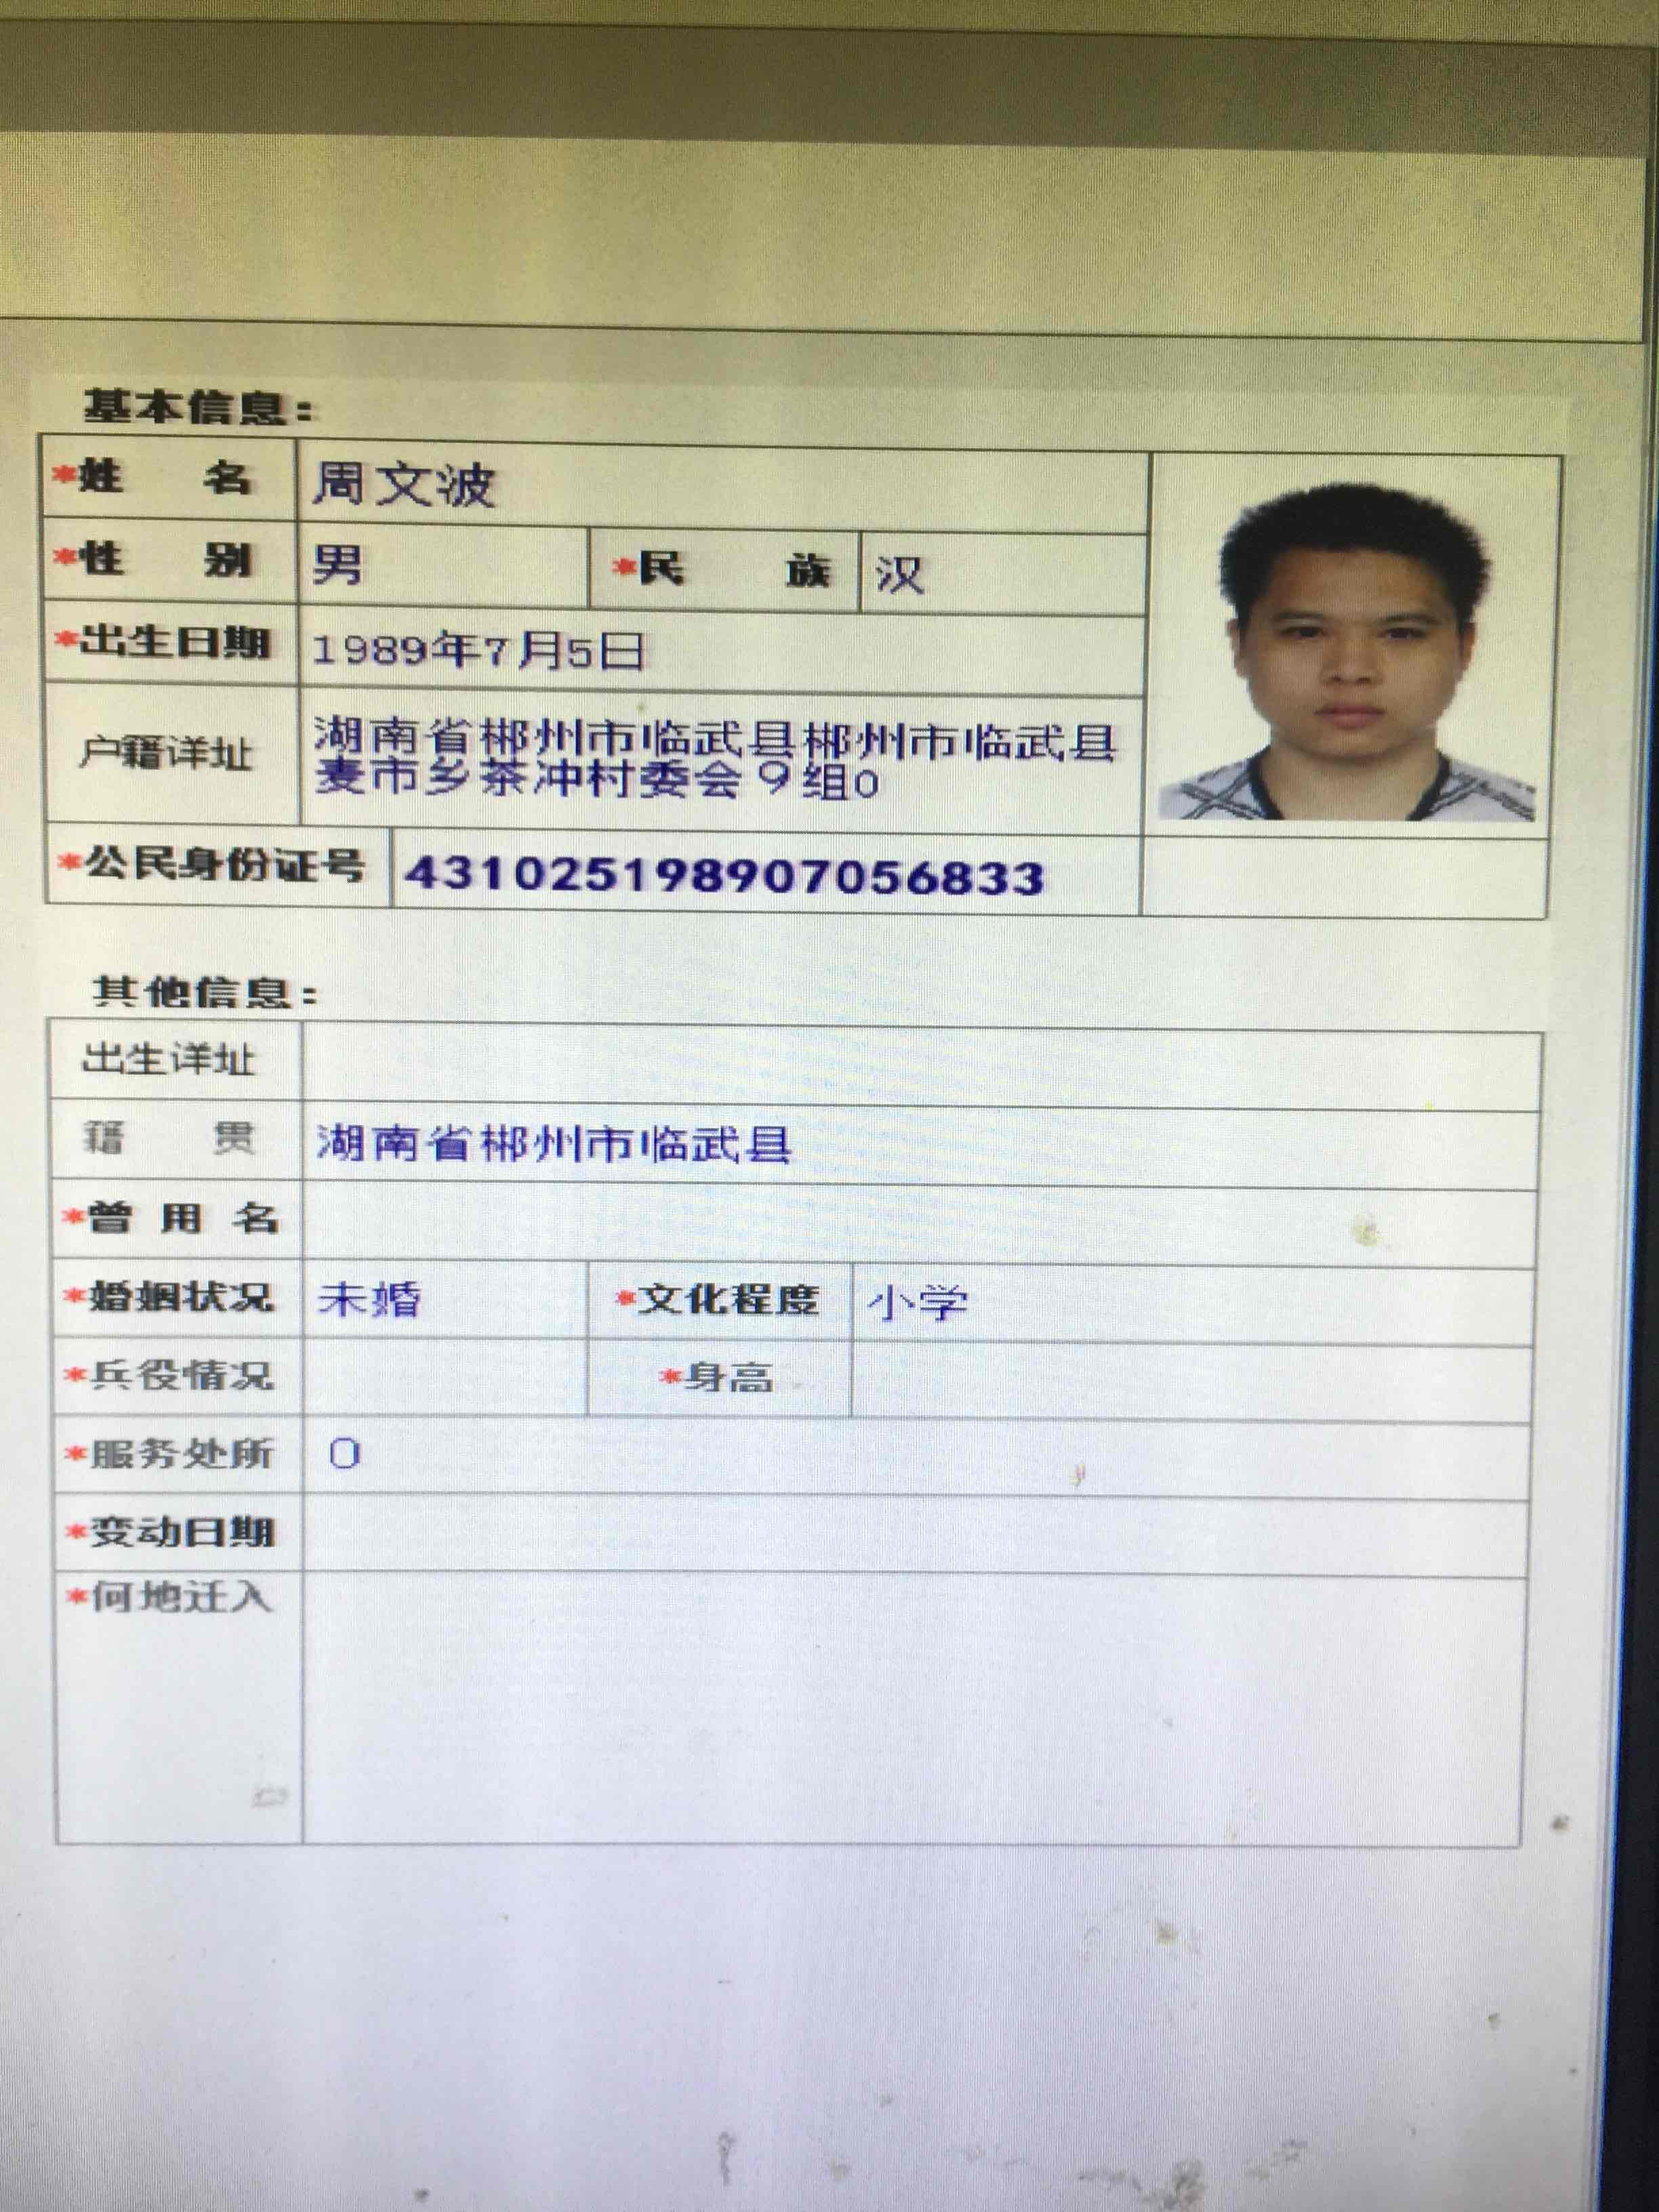 基本信息：
*姓 名 周文波
*性 别 男 *民 族 汉
*出生日期 1989年7月5日
户籍详址 湖南省郴州市临武县郴州市临武县
麦市乡茶冲村委会9组0
*公民身份证号 431025198907056833
其他信息：
出生详址
籍 贯 湖南省郴州市临武县
*曾 用 名
*婚姻状况 未婚 *文化程度 小学
*兵役情况 *身高
*服务处所 0
*变动日期
*何地迁入